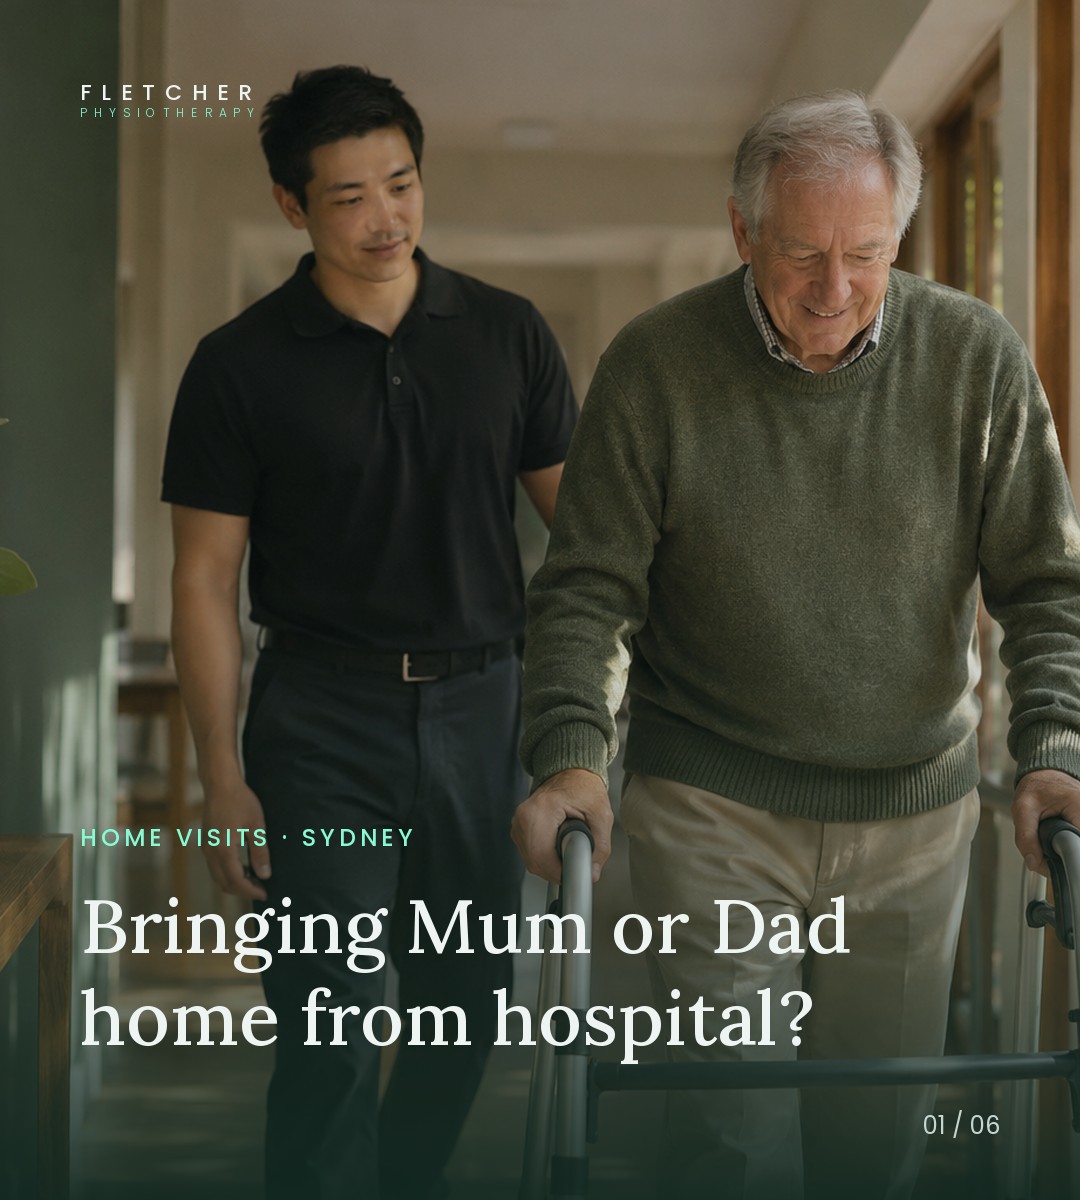 FLETCHER
PHYSIOTHERAPY
HOME VISITS · SYDNEY
Bringing Mum or Dad
home from hospital?
01 / 06